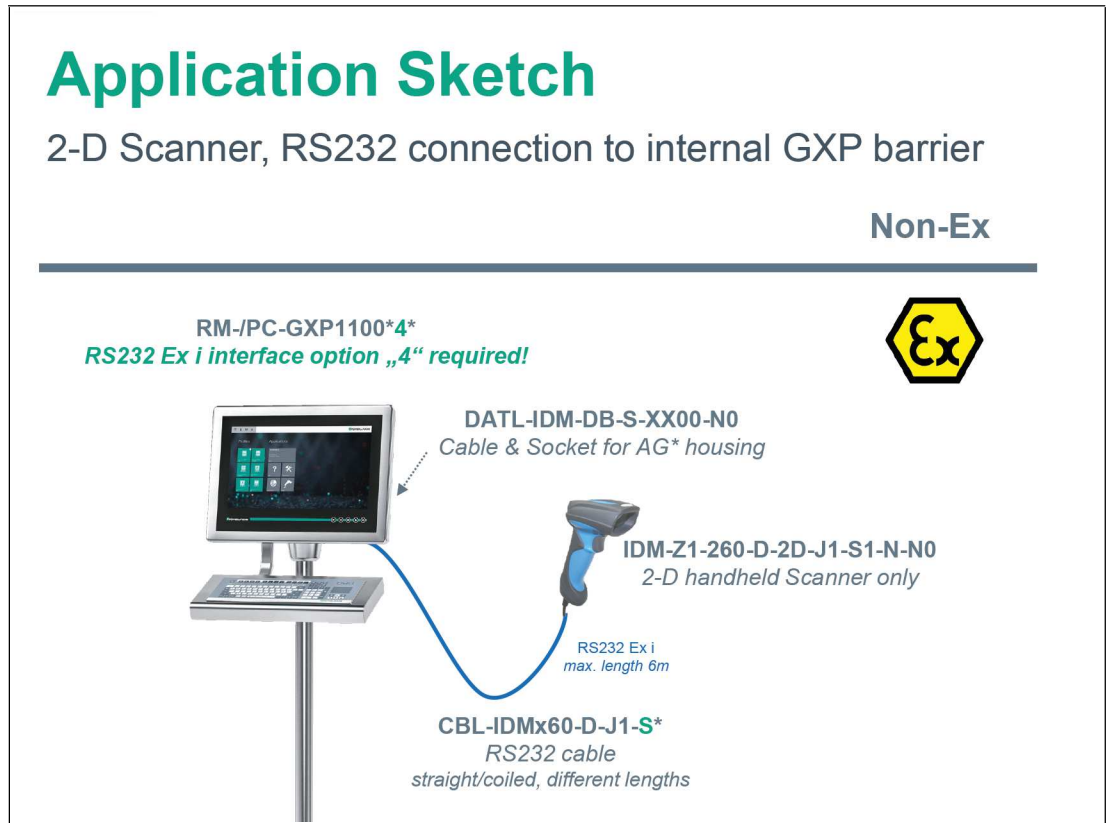 Application Sketch
2-D Scanner, RS232 connection to internal GXP barrier
Non-Ex
RM-/PC-GXP1100*4*
RS232 Ex i interface option „4“ required!
Ex
DATL-IDM-DB-S-XX00-N0
Cable & Socket for AG* housing
IDM-Z1-260-D-2D-J1-S1-N-N0
2-D handheld Scanner only
RS232 Ex i
max. length 6m
CBL-IDMx60-D-J1-S*
RS232 cable
straight/coiled, different lengths